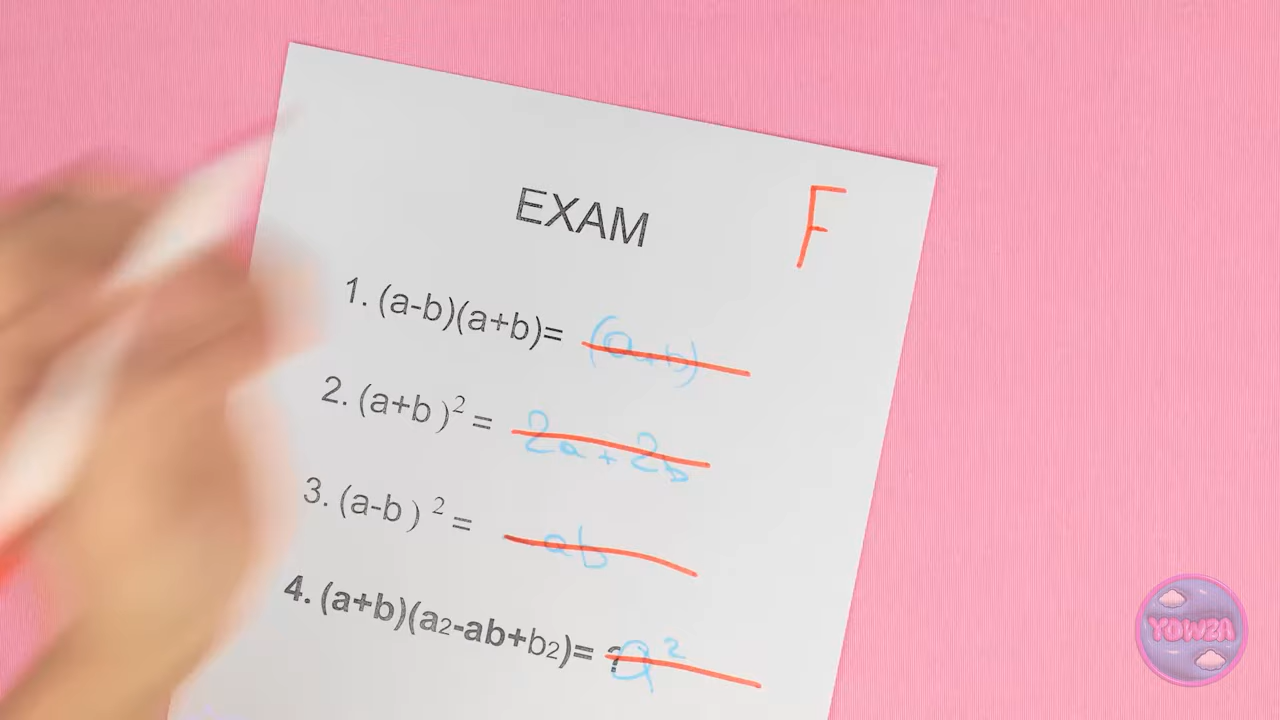 EXAM F
1. (a-b)(a+b)= (a+b)
2. (a+b )² = 2a+2b
3. (a-b ) ² = ab
4. (a+b)(a2-ab+b2)= ? a²
YOWZA